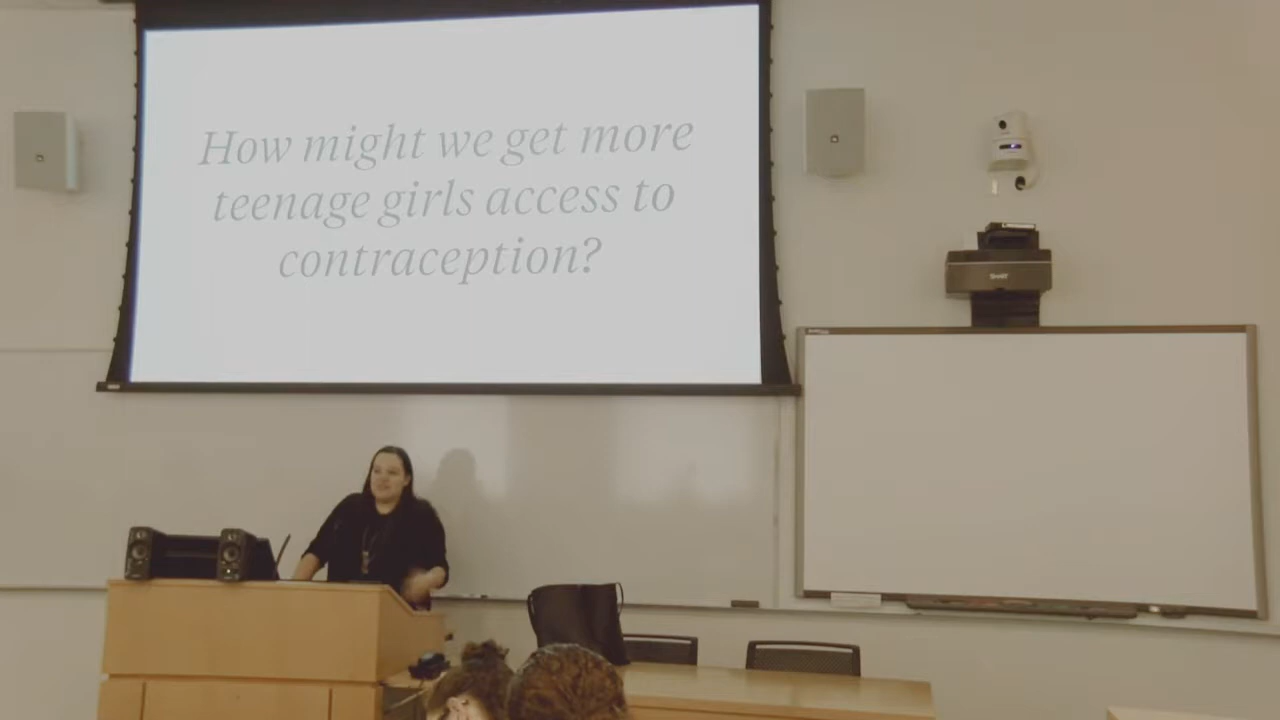 How might we get more
teenage girls access to
contraception?